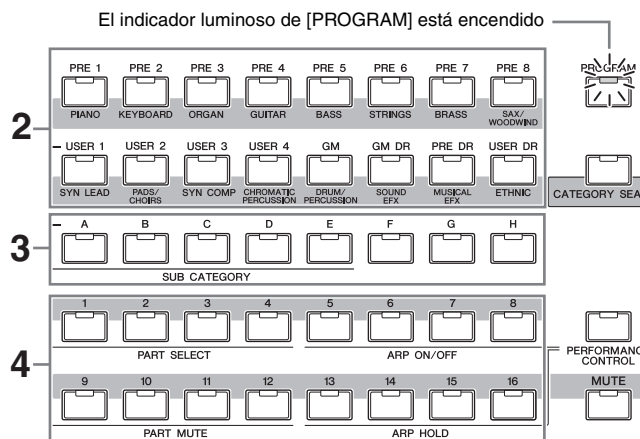 El indicador luminoso de [PROGRAM] está encendido
PRE 1 PRE 2 PRE 3 PRE 4 PRE 5 PRE 6 PRE 7 PRE 8 PROGRAM
PIANO KEYBOARD ORGAN GUITAR BASS STRINGS BRASS SAX/
WOODWIND
2
USER 1 USER 2 USER 3 USER 4 GM GM DR PRE DR USER DR
SYN LEAD PADS/
CHOIRS SYN COMP CHROMATIC
PERCUSSION DRUM/
PERCUSSION SOUND
EFX MUSICAL
EFX ETHNIC CATEGORY SEA
3
A B C D E F G H
SUB CATEGORY
1 2 3 4 5 6 7 8
PART SELECT ARP ON/OFF PERFORMANC
CONTROL
4
9 10 11 12 13 14 15 16 MUTE
PART MUTE ARP HOLD